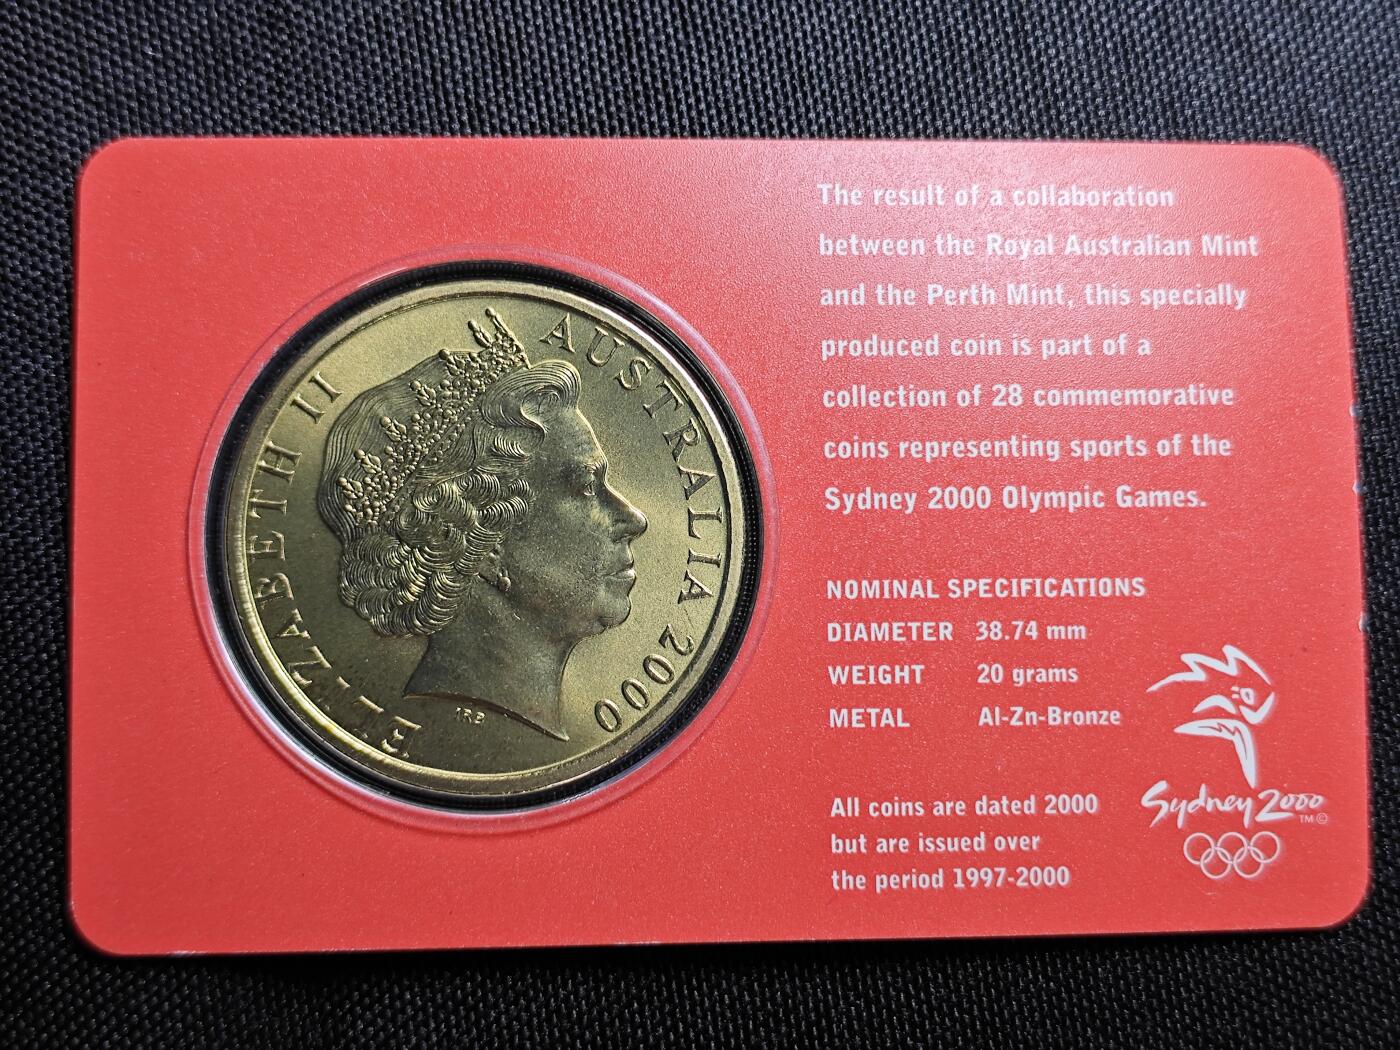 ELIZABETH II AUSTRALIA 2000
IRB
The result of a collaboration
between the Royal Australian Mint
and the Perth Mint, this specially
produced coin is part of a
collection of 28 commemorative
coins representing sports of the
Sydney 2000 Olympic Games.
NOMINAL SPECIFICATIONS
DIAMETER 38.74 mm
WEIGHT 20 grams
METAL Al-Zn-Bronze
All coins are dated 2000
but are issued over
the period 1997-2000
Sydney 2000
TM ©